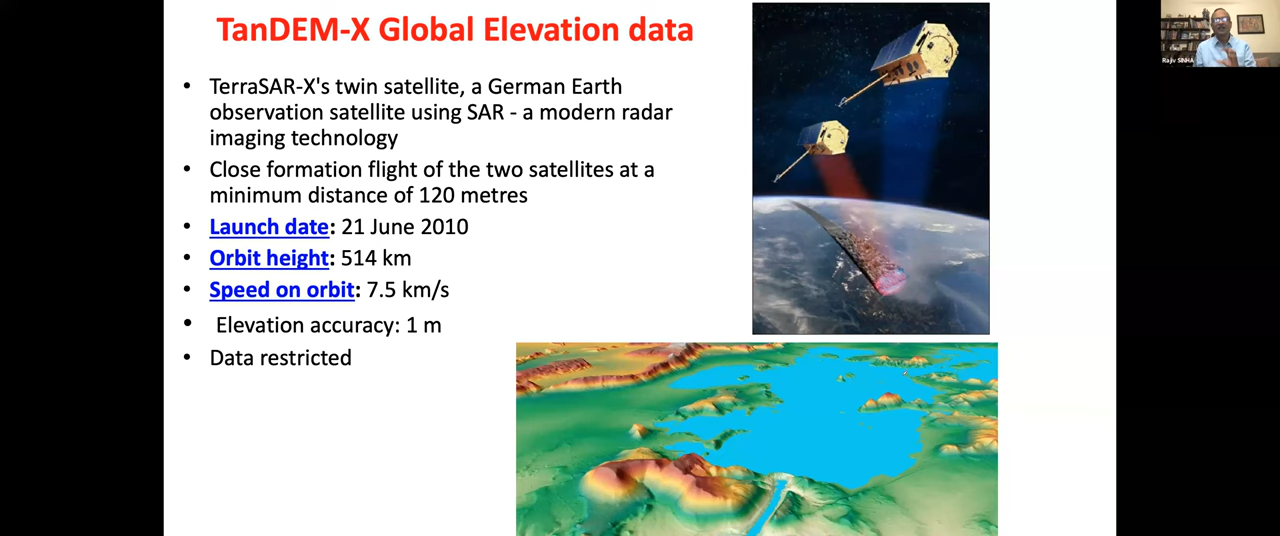 TanDEM-X Global Elevation data
• TerraSAR-X's twin satellite, a German Earth
observation satellite using SAR - a modern radar
imaging technology
• Close formation flight of the two satellites at a
minimum distance of 120 metres
• Launch date: 21 June 2010
• Orbit height: 514 km
• Speed on orbit: 7.5 km/s
• Elevation accuracy: 1 m
• Data restricted
Rajiv SINHA